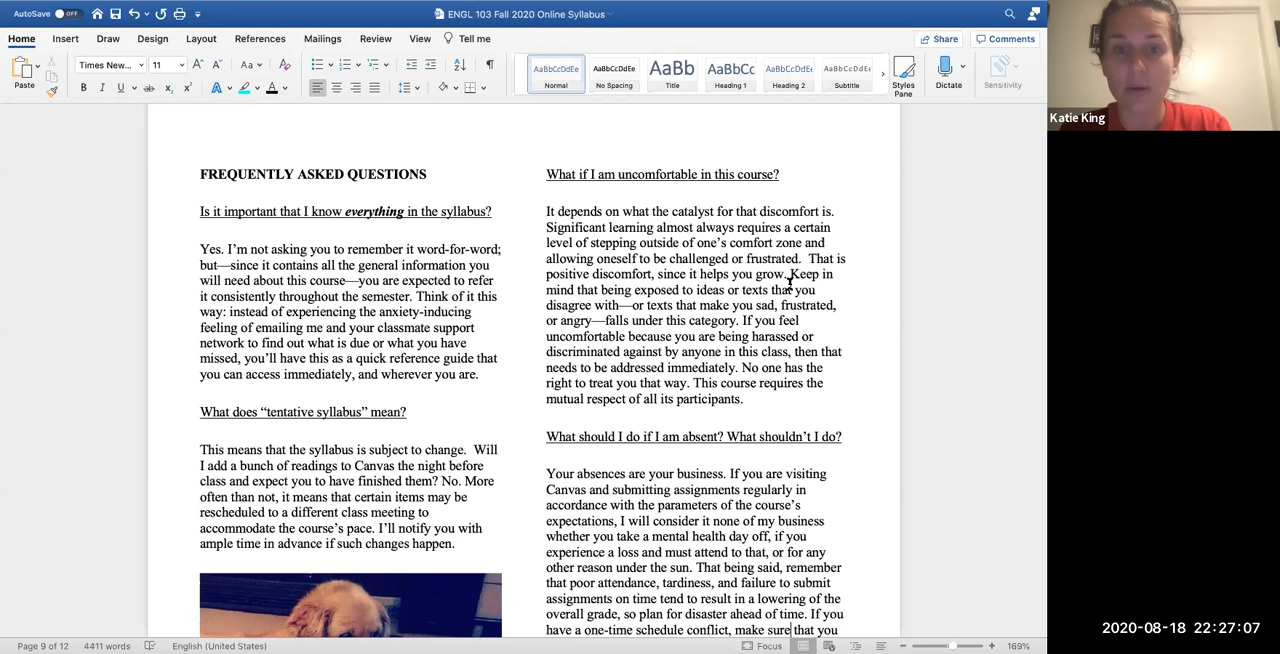 AutoSave OFF
ENGL 103 Fall 2020 Online Syllabus
Home Insert Draw Design Layout References Mailings Review View Tell me
Share Comments
Paste
Times New... 11
AaBbCcDdEe Normal
AaBbCcDdEe No Spacing
AaBb Title
AaBbCc Heading 1
AaBbCcDdEe Heading 2
AaBbCcDdEe Subtitle
Styles Pane
Dictate
Sensitivity
Katie King
FREQUENTLY ASKED QUESTIONS
Is it important that I know everything in the syllabus?
Yes. I’m not asking you to remember it word-for-word;
but—since it contains all the general information you
will need about this course—you are expected to refer
it consistently throughout the semester. Think of it this
way: instead of experiencing the anxiety-inducing
feeling of emailing me and your classmate support
network to find out what is due or what you have
missed, you’ll have this as a quick reference guide that
you can access immediately, and wherever you are.
What does “tentative syllabus” mean?
This means that the syllabus is subject to change. Will
I add a bunch of readings to Canvas the night before
class and expect you to have finished them? No. More
often than not, it means that certain items may be
rescheduled to a different class meeting to
accommodate the course’s pace. I’ll notify you with
ample time in advance if such changes happen.
What if I am uncomfortable in this course?
It depends on what the catalyst for that discomfort is.
Significant learning almost always requires a certain
level of stepping outside of one’s comfort zone and
allowing oneself to be challenged or frustrated. That is
positive discomfort, since it helps you grow. Keep in
mind that being exposed to ideas or texts that you
disagree with—or texts that make you sad, frustrated,
or angry—falls under this category. If you feel
uncomfortable because you are being harassed or
discriminated against by anyone in this class, then that
needs to be addressed immediately. No one has the
right to treat you that way. This course requires the
mutual respect of all its participants.
What should I do if I am absent? What shouldn’t I do?
Your absences are your business. If you are visiting
Canvas and submitting assignments regularly in
accordance with the parameters of the course’s
expectations, I will consider it none of my business
whether you take a mental health day off, if you
experience a loss and must attend to that, or for any
other reason under the sun. That being said, remember
that poor attendance, tardiness, and failure to submit
assignments on time tend to result in a lowering of the
overall grade, so plan for disaster ahead of time. If you
have a one-time schedule conflict, make sure that you
Page 9 of 12 4411 words English (United States)
Focus 169%
2020-08-18 22:27:07